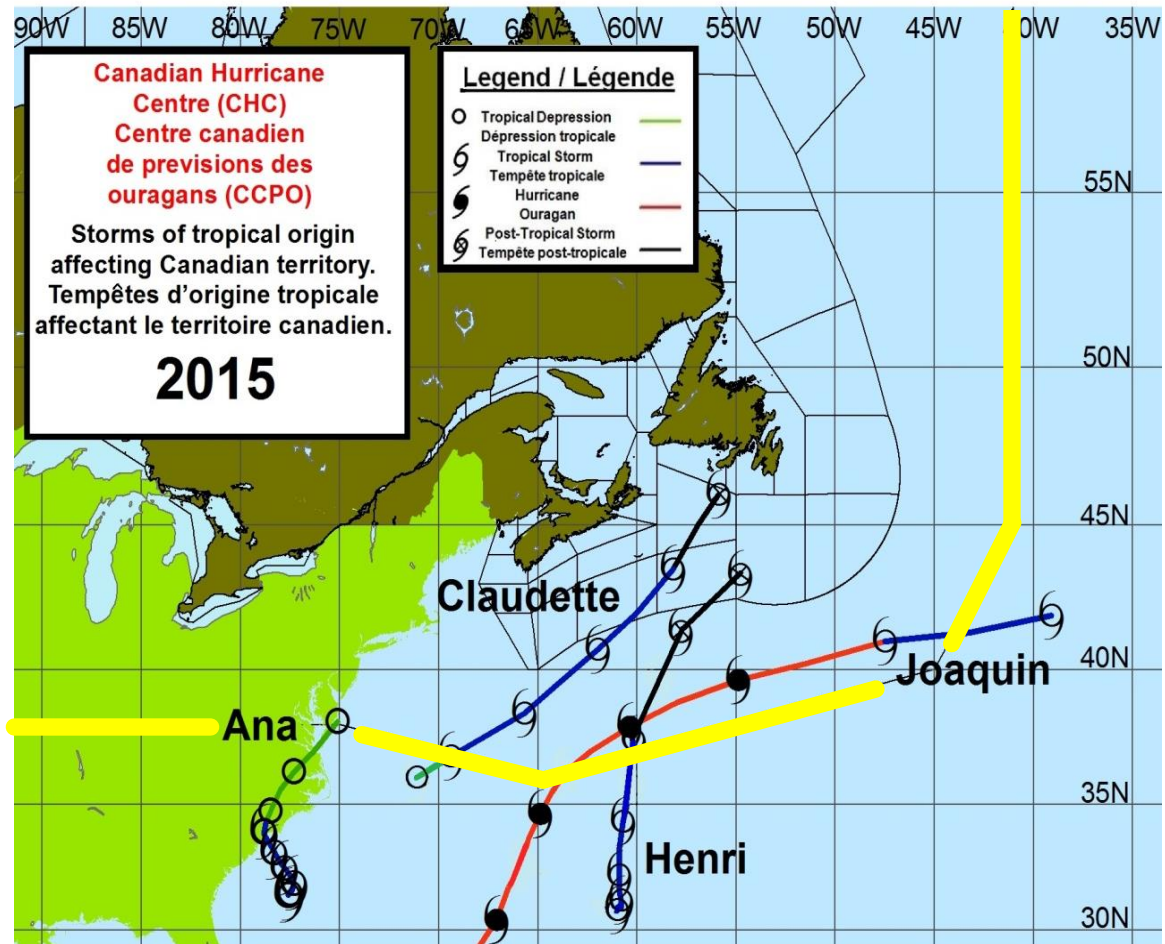 90W 85W 80W 75W 70W 65W 60W 55W 50W 45W 40W 35W
Canadian Hurricane
Centre (CHC)
Centre canadien
de previsions des
ouragans (CCPO)
Storms of tropical origin
affecting Canadian territory.
Tempêtes d'origine tropicale
affectant le territoire canadien.
2015
Legend / Légende
Tropical Depression
Dépression tropicale
Tropical Storm
Tempête tropicale
Hurricane
Ouragan
Post-Tropical Storm
Tempête post-tropicale
55N
50N
45N
Claudette
40N
Joaquin
Ana
35N
Henri
30N